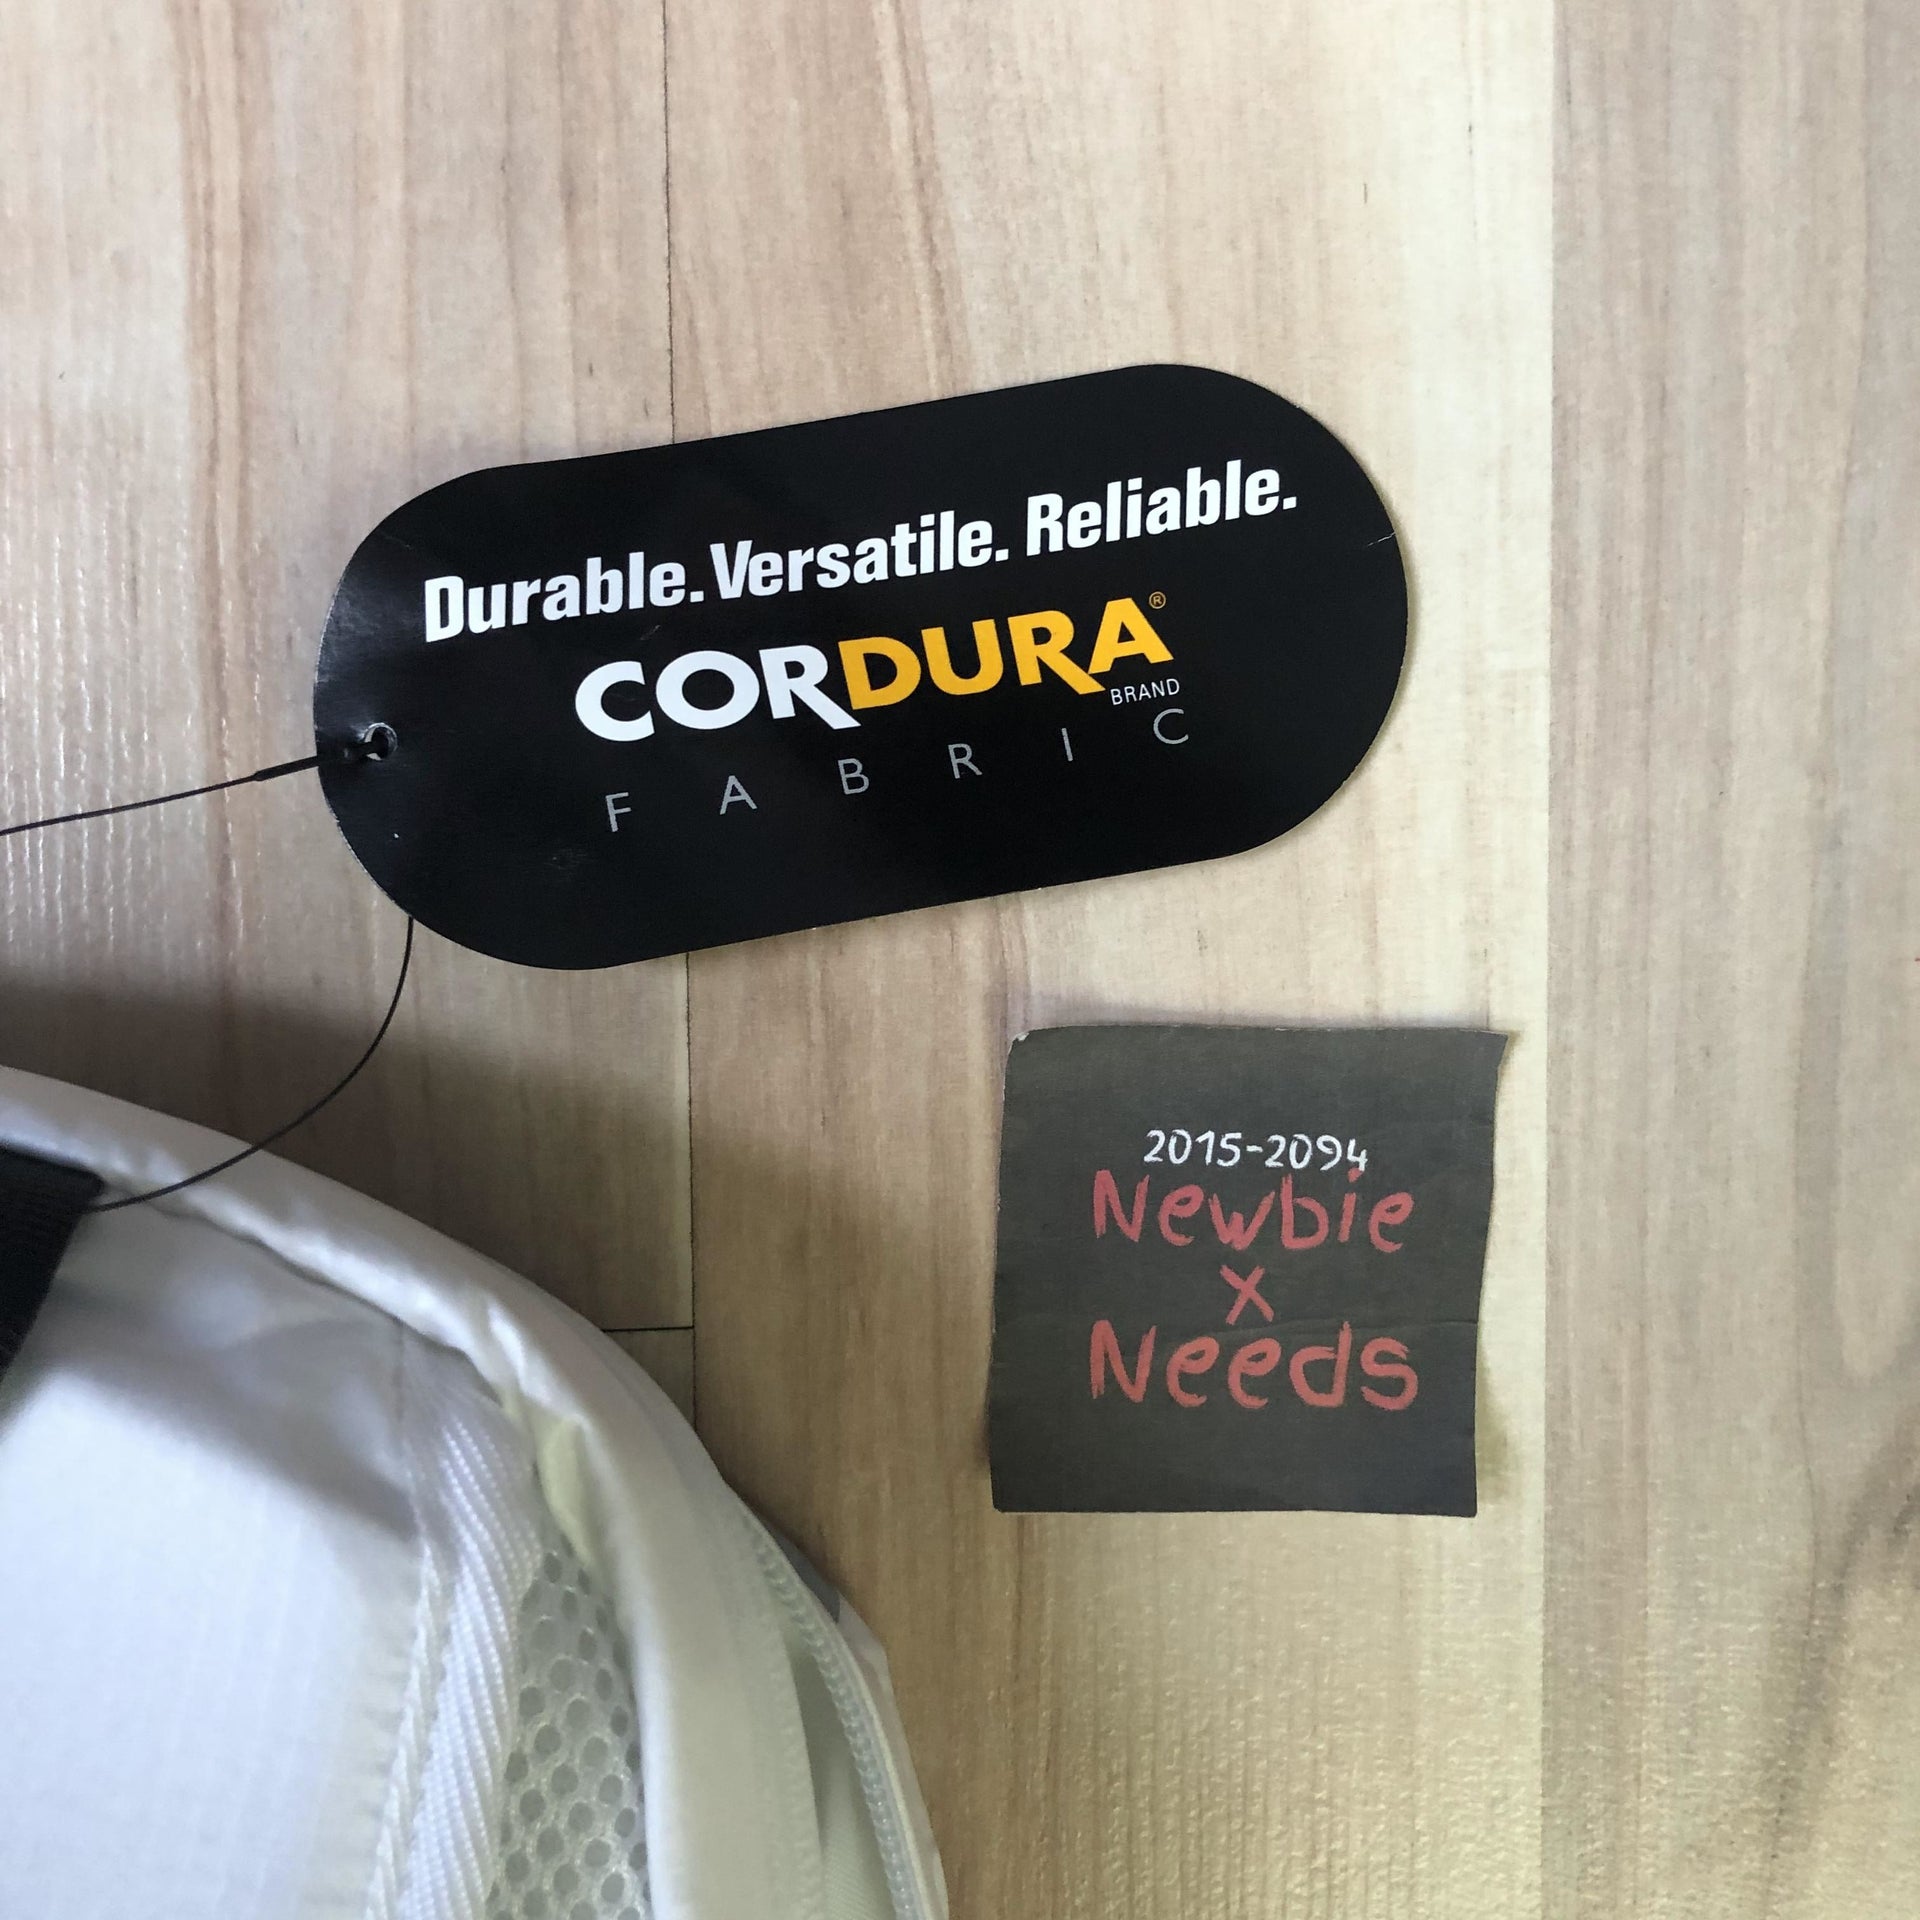 Durable. Versatile. Reliable.
CORDURA®
BRAND
FABRIC
2015-2094
Newbie
x
Needs